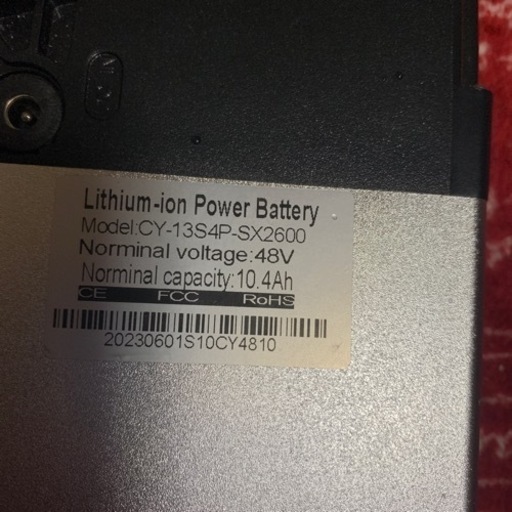 Lithium-ion Power Battery
Model:CY-13S4P-SX2600
Norminal voltage:48V
Norminal capacity:10.4Ah
CE FCC RoHS
20230601S10CY4810